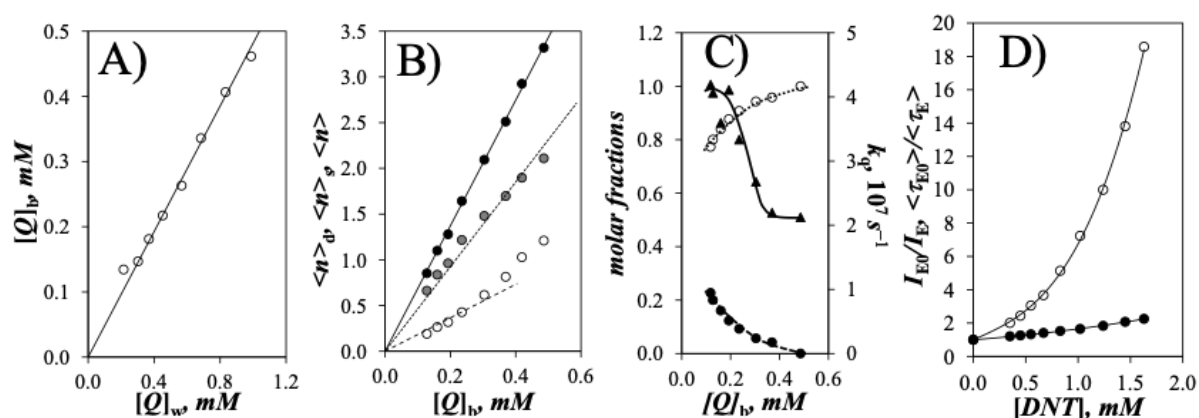 A)
0.5
0.4
0.3
0.2
0.1
0.0
0.0 0.4 0.8 1.2
[Q]b, mM
[Q]w, mM
B)
3.5
3.0
2.5
2.0
1.5
1.0
0.5
0.0
0.0 0.2 0.4 0.6
<n>d, <n>s, <n>
[Q]b, mM
C)
1.2
1.0
0.8
0.6
0.4
0.2
0.0
0.0 0.2 0.4 0.6
5
4
3
2
1
0
molar fractions
kq, 10⁷ s⁻¹
[Q]b, mM
D)
20
18
16
14
12
10
8
6
4
2
0
0.0 0.5 1.0 1.5 2.0
IE0/IE, <τE0>/<τE>
[DNT], mM